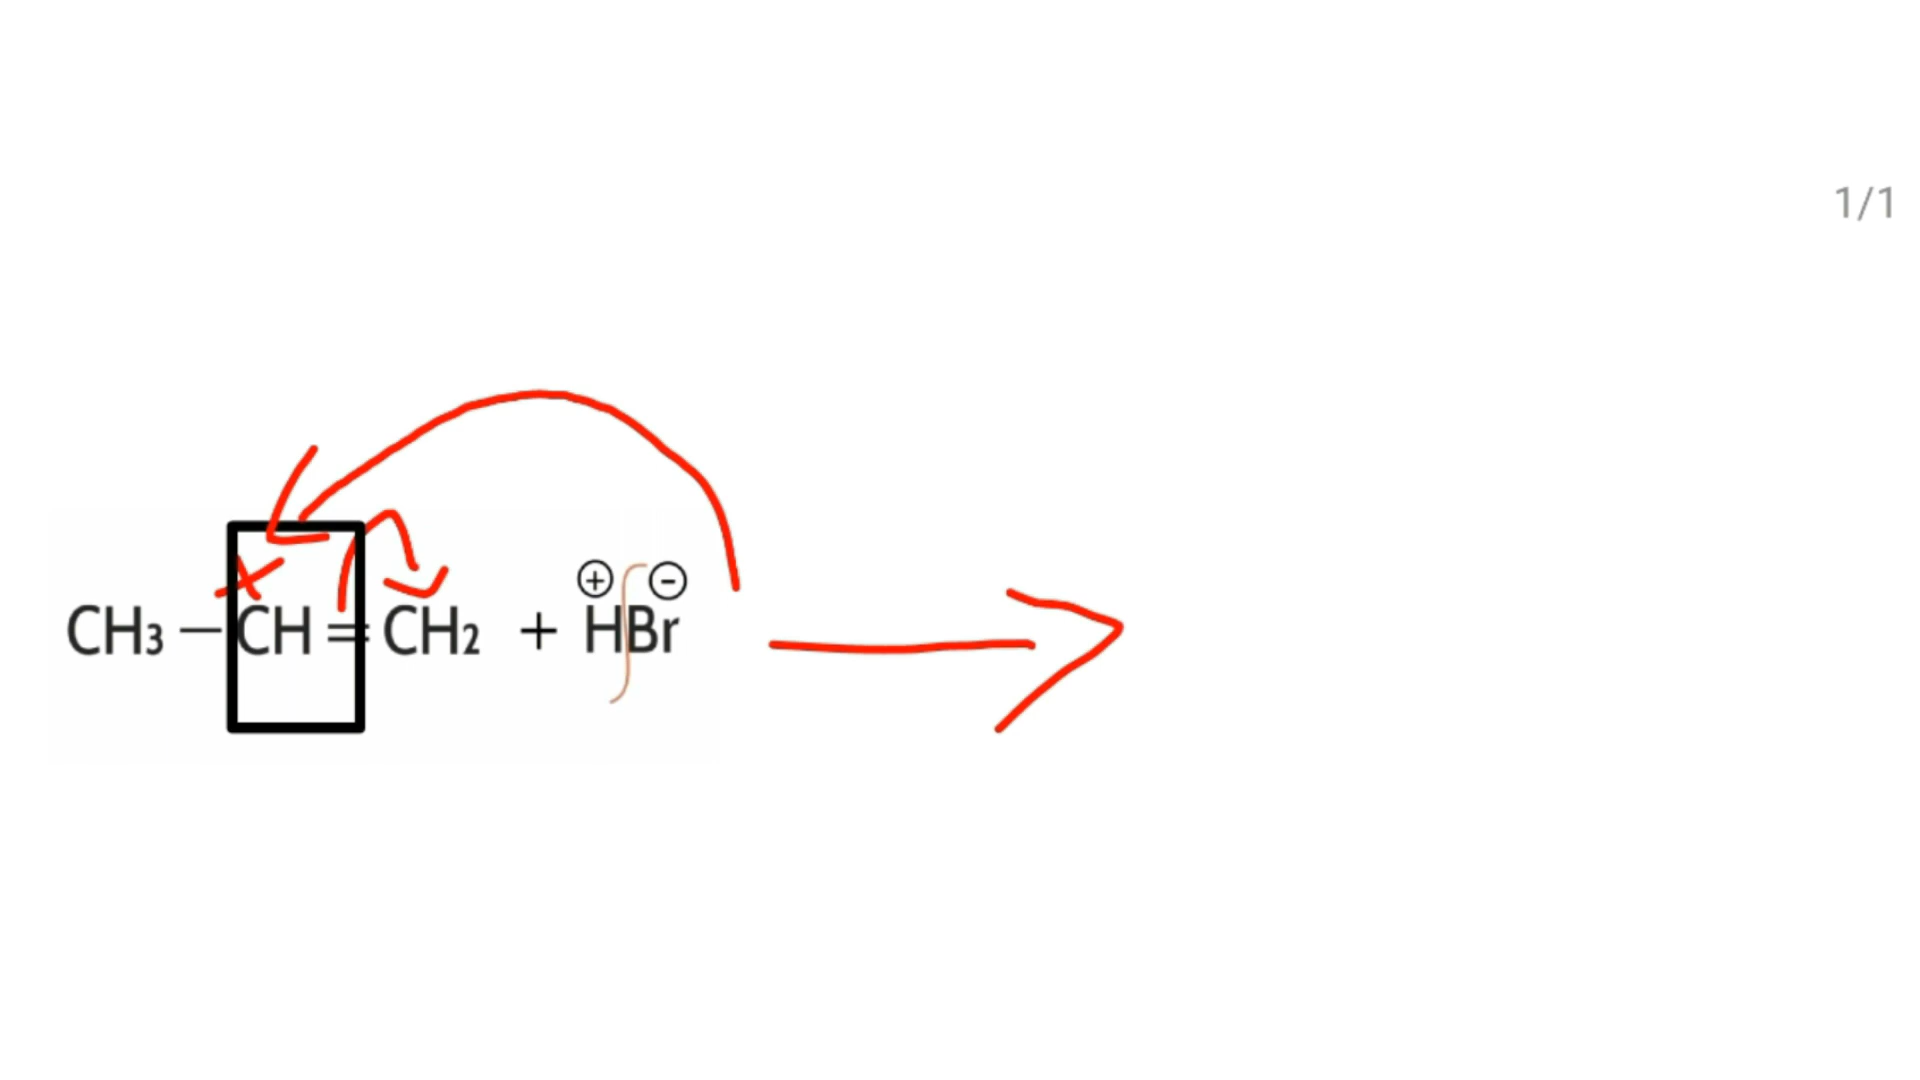 1/1
⊕ ⊖
CH₃ — CH = CH₂ + HBr